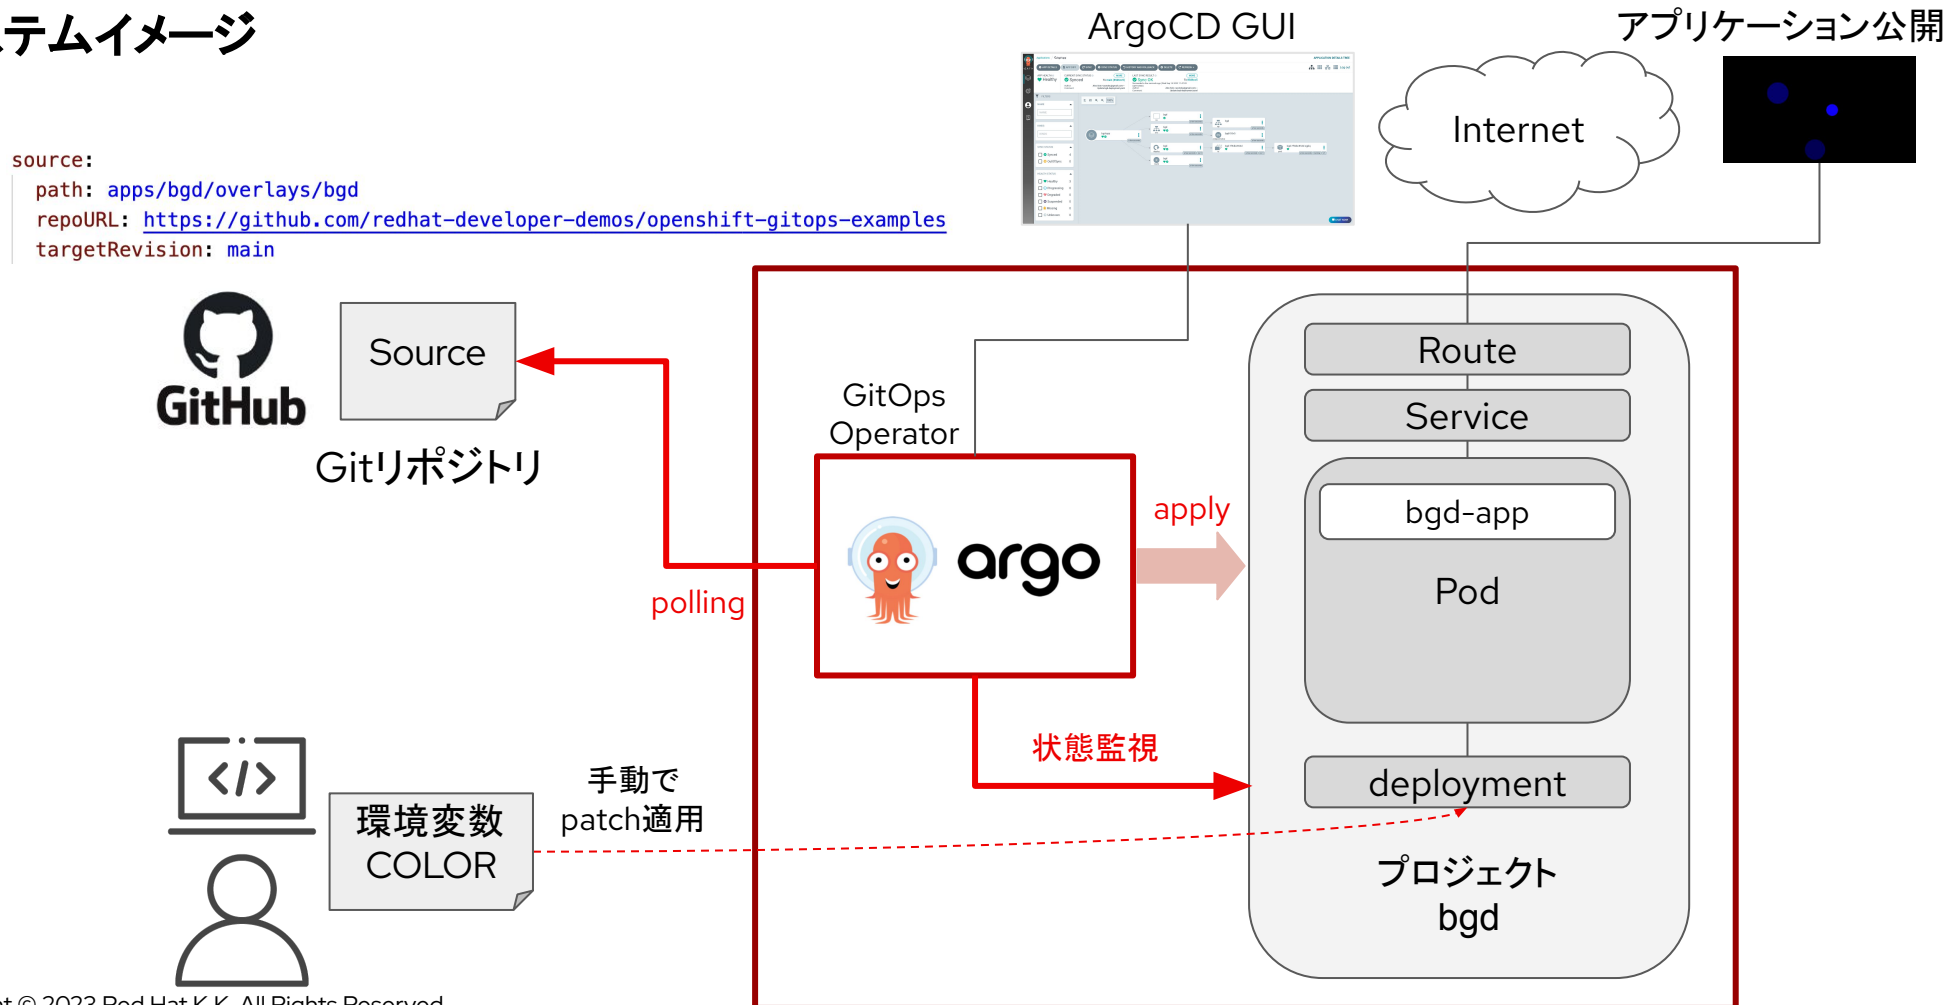 ステムイメージ
ArgoCD GUI
アプリケーション公開
source:
path: apps/bgd/overlays/bgd
repoURL: https://github.com/redhat-developer-demos/openshift-gitops-examples
targetRevision: main
Internet
GitHub
Source
Gitリポジトリ
GitOps
Operator
argo
polling
apply
状態監視
Route
Service
bgd-app
Pod
deployment
プロジェクト
bgd
手動で
patch適用
環境変数
COLOR
</>
© 2023 Red Hat K.K. All Rights Reserved